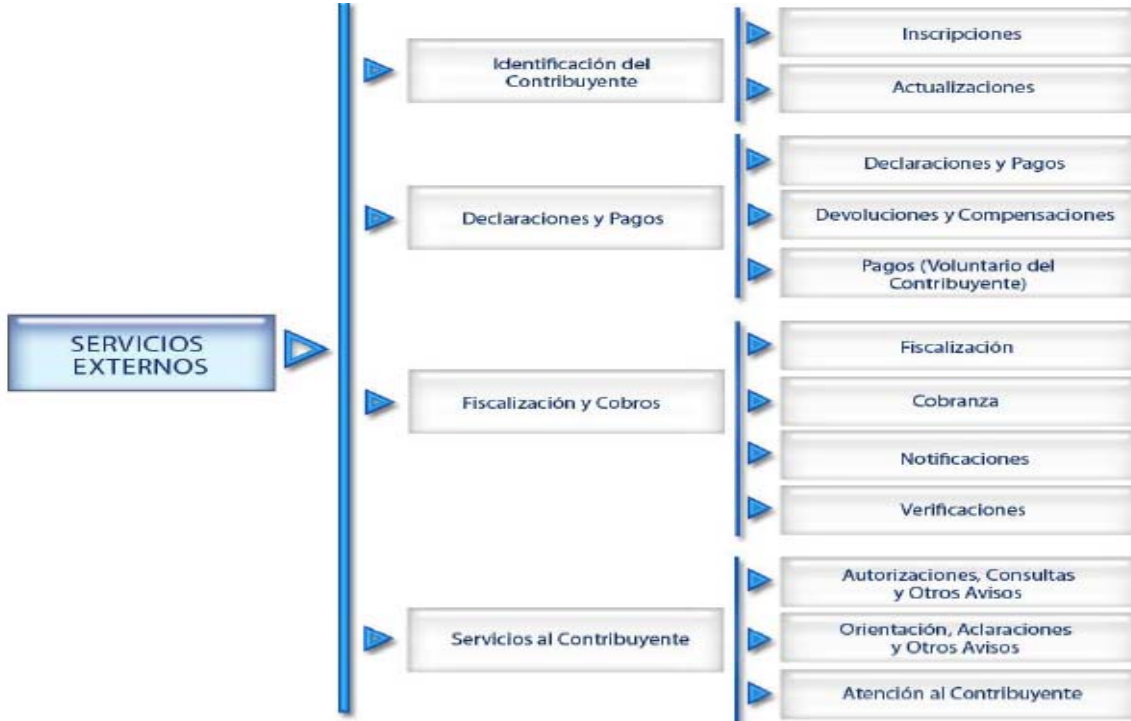 SERVICIOS
EXTERNOS
Identificación del
Contribuyente
Inscripciones
Actualizaciones
Declaraciones y Pagos
Declaraciones y Pagos
Devoluciones y Compensaciones
Pagos (Voluntario del
Contribuyente)
Fiscalización y Cobros
Fiscalización
Cobranza
Notificaciones
Verificaciones
Servicios al Contribuyente
Autorizaciones, Consultas
y Otros Avisos
Orientación, Aclaraciones
y Otros Avisos
Atención al Contribuyente